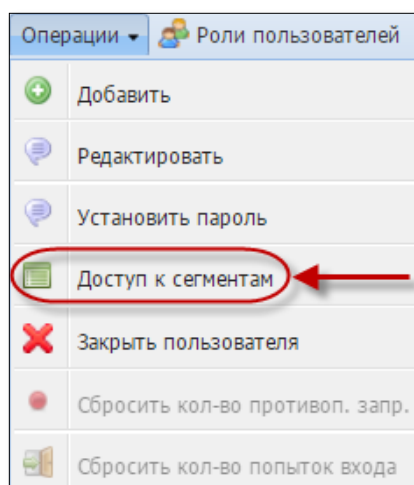 Операции Роли пользователей
Добавить
Редактировать
Установить пароль
Доступ к сегментам
Закрыть пользователя
Сбросить кол-во противоп. запр.
Сбросить кол-во попыток входа